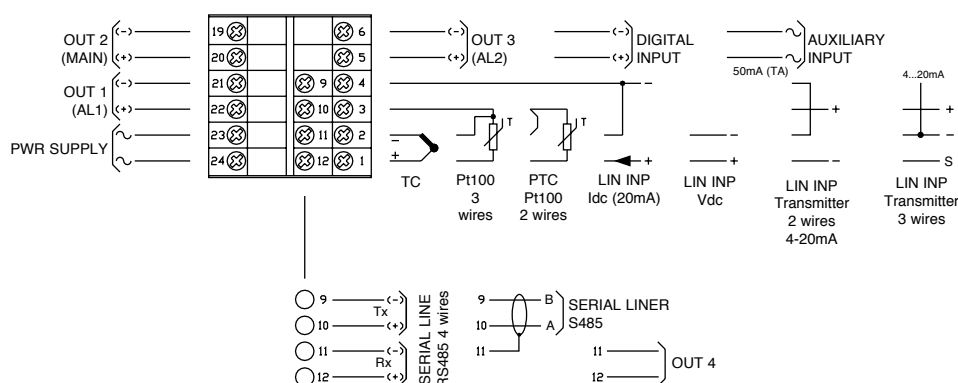 OUT 2
(MAIN)
(-)
(+)
OUT 1
(AL1)
(-)
(+)
PWR SUPPLY
19
20
21
22
23
24
9
10
11
12
6
5
4
3
2
1
(-)
(+)
OUT 3
(AL2)
(-)
(+)
DIGITAL
INPUT
AUXILIARY
INPUT
50mA (TA)
4...20mA
-
+
TC
T
Pt100
3
wires
T
PTC
Pt100
2 wires
-
+
LIN INP
Idc (20mA)
-
+
LIN INP
Vdc
+
-
LIN INP
Transmitter
2 wires
4-20mA
+
-
S
LIN INP
Transmitter
3 wires
9
Tx
(-)
10
(+)
11
Rx
(-)
12
(+)
SERIAL LINE
RS485 4 wires
9
B
10
A
11
SERIAL LINER
S485
11
12
OUT 4